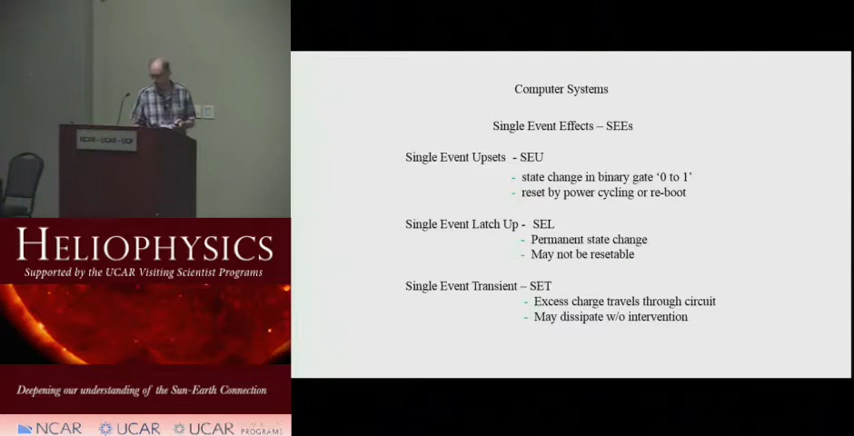 NCAR · UCAR · UCP
HELIOPHYSICS
Supported by the UCAR Visiting Scientist Programs
Deepening our understanding of the Sun-Earth Connection
NCAR UCAR UCAR PROGRAMS
Computer Systems
Single Event Effects – SEEs
Single Event Upsets - SEU
- state change in binary gate ‘0 to 1’
- reset by power cycling or re-boot
Single Event Latch Up - SEL
- Permanent state change
- May not be resetable
Single Event Transient – SET
- Excess charge travels through circuit
- May dissipate w/o intervention